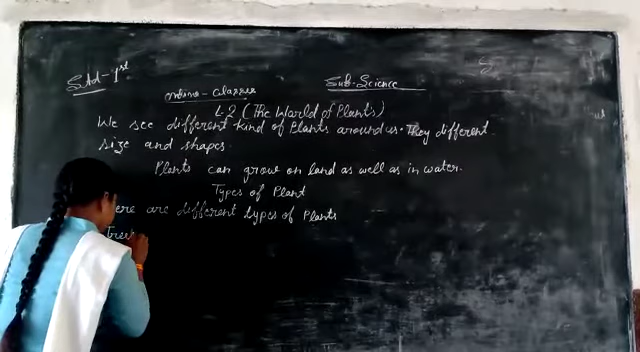 Std-1st
Sub-Science
online-classes
L.2 (The World of Plants)
We see different kind of Plants around us. They different
size and shapes.
Plants can grow on land as well as in water.
Types of Plant
ere are different types of Plants
Tree